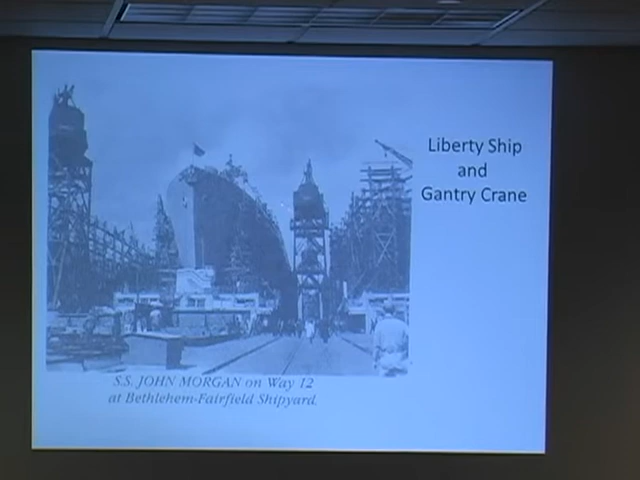 Liberty Ship
and
Gantry Crane
S.S. JOHN MORGAN on Way 12
at Bethlehem-Fairfield Shipyard.